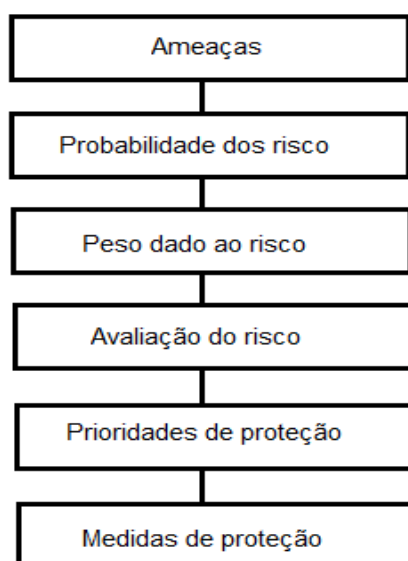 Ameaças
Probabilidade dos risco
Peso dado ao risco
Avaliação do risco
Prioridades de proteção
Medidas de proteção